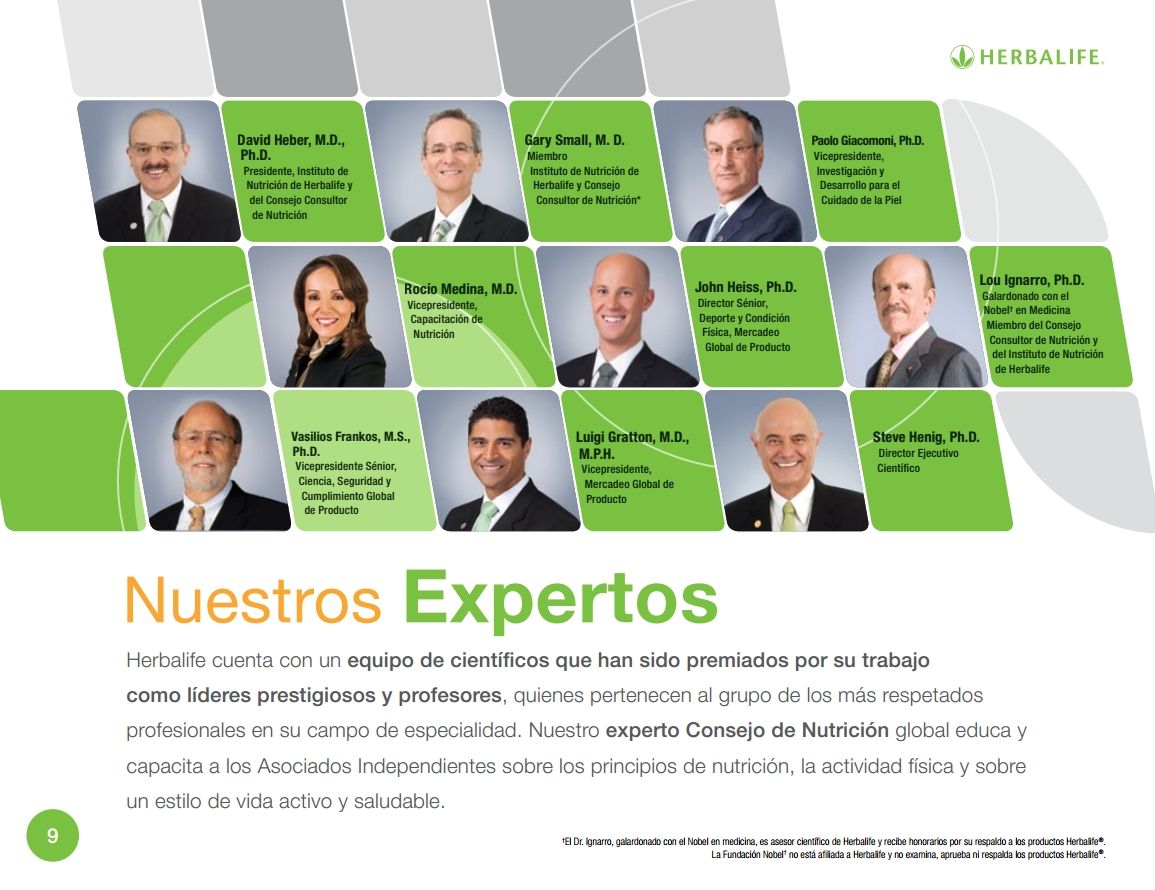 HERBALIFE®
David Heber, M.D.,
Ph.D.
Presidente, Instituto de
Nutrición de Herbalife y
del Consejo Consultor
de Nutrición
Gary Small, M. D.
Miembro
Instituto de Nutrición de
Herbalife y Consejo
Consultor de Nutrición*
Paolo Giacomoni, Ph.D.
Vicepresidente,
Investigación y
Desarrollo para el
Cuidado de la Piel
Rocío Medina, M.D.
Vicepresidente,
Capacitación de
Nutrición
John Heiss, Ph.D.
Director Sénior,
Deporte y Condición
Física, Mercadeo
Global de Producto
Lou Ignarro, Ph.D.
Galardonado con el
Nobel† en Medicina
Miembro del Consejo
Consultor de Nutrición y
del Instituto de Nutrición
de Herbalife
Vasilios Frankos, M.S.,
Ph.D.
Vicepresidente Sénior,
Ciencia, Seguridad y
Cumplimiento Global
de Producto
Luigi Gratton, M.D.,
M.P.H.
Vicepresidente,
Mercadeo Global de
Producto
Steve Henig, Ph.D.
Director Ejecutivo
Científico
Nuestros Expertos
Herbalife cuenta con un equipo de científicos que han sido premiados por su trabajo
como líderes prestigiosos y profesores, quienes pertenecen al grupo de los más respetados
profesionales en su campo de especialidad. Nuestro experto Consejo de Nutrición global educa y
capacita a los Asociados Independientes sobre los principios de nutrición, la actividad física y sobre
un estilo de vida activo y saludable.
9
†El Dr. Ignarro, galardonado con el Nobel en medicina, es asesor científico de Herbalife y recibe honorarios por su respaldo a los productos Herbalife®.
La Fundación Nobel† no está afiliada a Herbalife y no examina, aprueba ni respalda los productos Herbalife®.